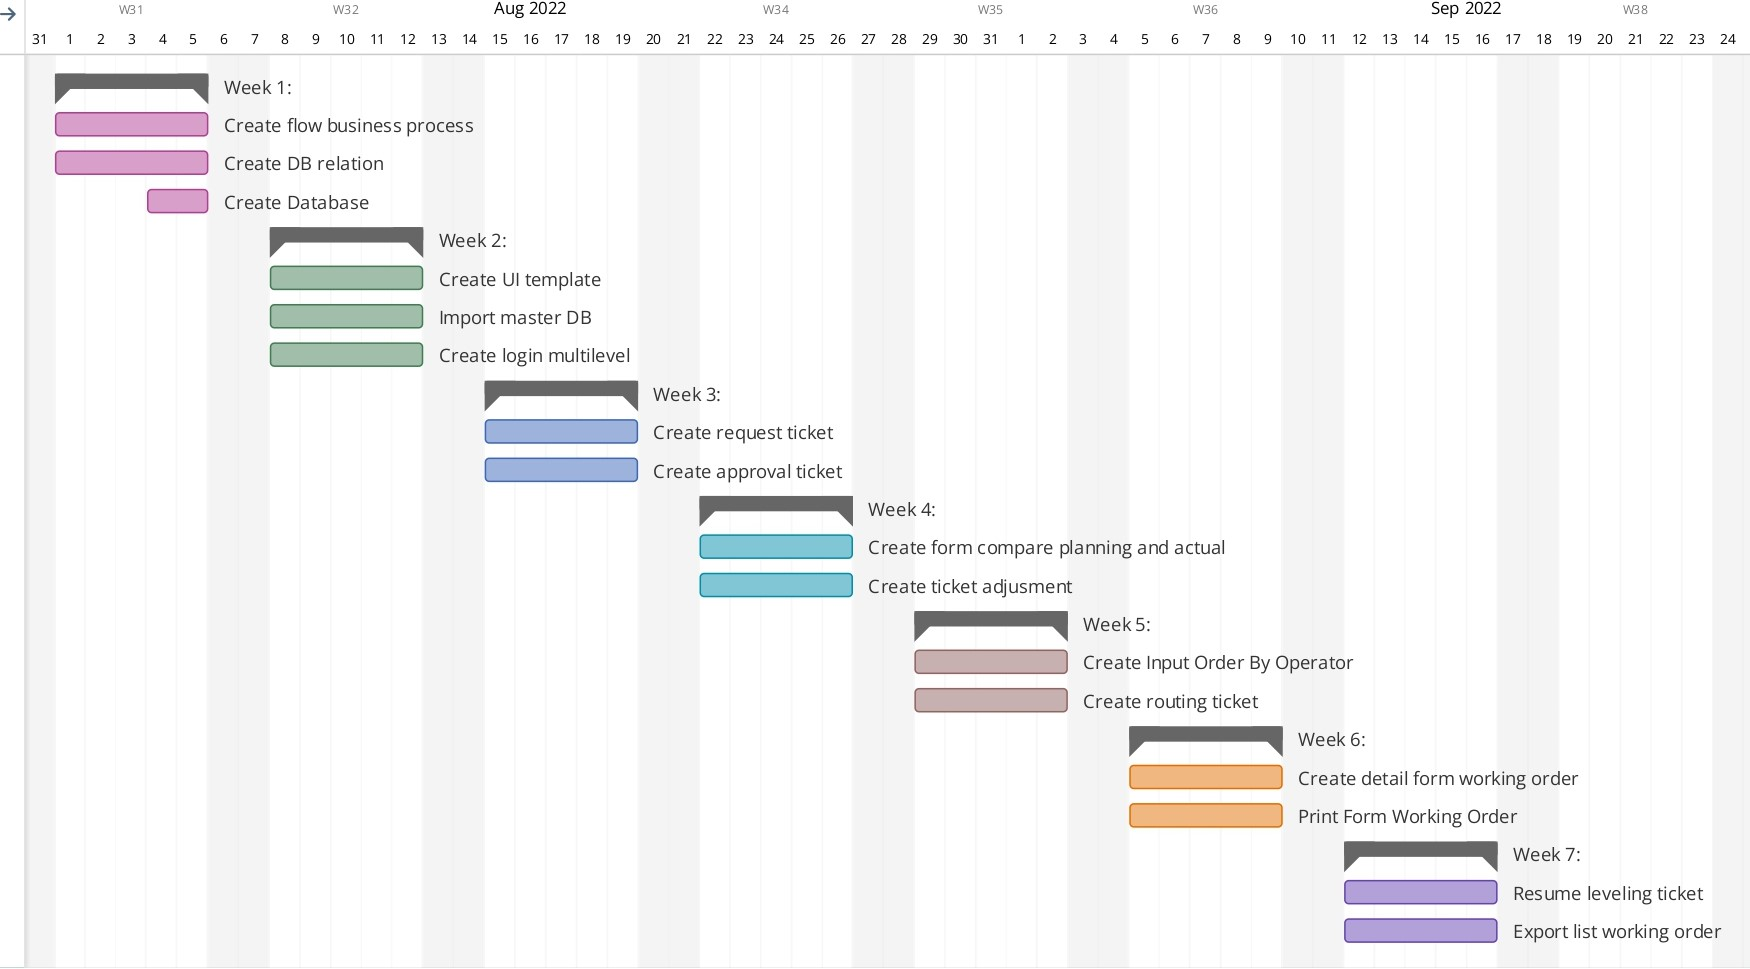 W31 W32 Aug 2022 W34 W35 W36 Sep 2022 W38
31 1 2 3 4 5 6 7 8 9 10 11 12 13 14 15 16 17 18 19 20 21 22 23 24 25 26 27 28 29 30 31 1 2 3 4 5 6 7 8 9 10 11 12 13 14 15 16 17 18 19 20 21 22 23 24
Week 1:
Create flow business process
Create DB relation
Create Database
Week 2:
Create UI template
Import master DB
Create login multilevel
Week 3:
Create request ticket
Create approval ticket
Week 4:
Create form compare planning and actual
Create ticket adjusment
Week 5:
Create Input Order By Operator
Create routing ticket
Week 6:
Create detail form working order
Print Form Working Order
Week 7:
Resume leveling ticket
Export list working order